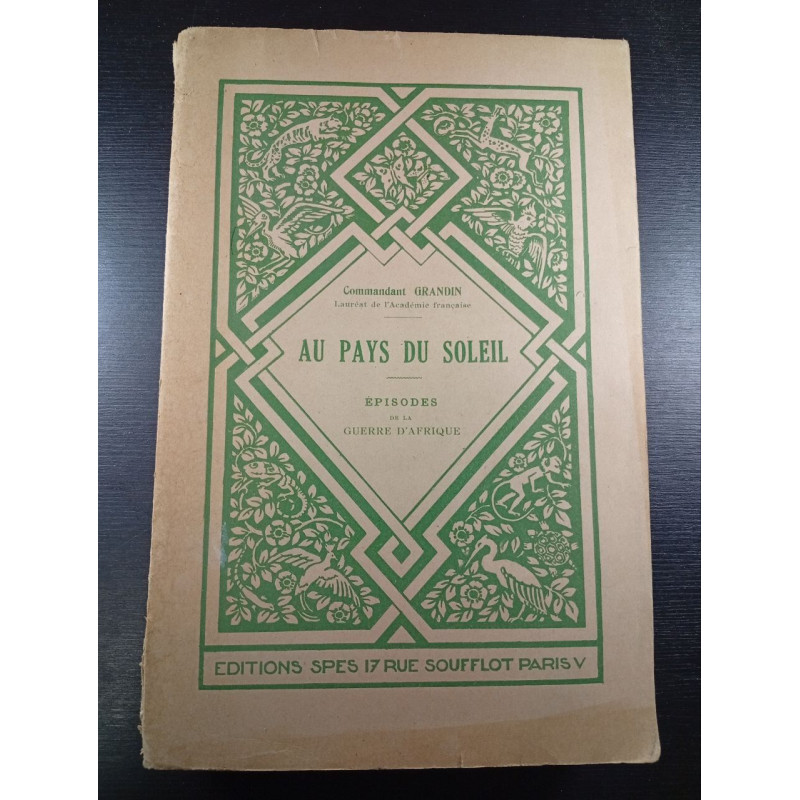 Commandant GRANDIN
Lauréat de l'Académie française
AU PAYS DU SOLEIL
ÉPISODES
DE LA
GUERRE D'AFRIQUE
EDITIONS SPES 17 RUE SOUFFLOT PARIS V